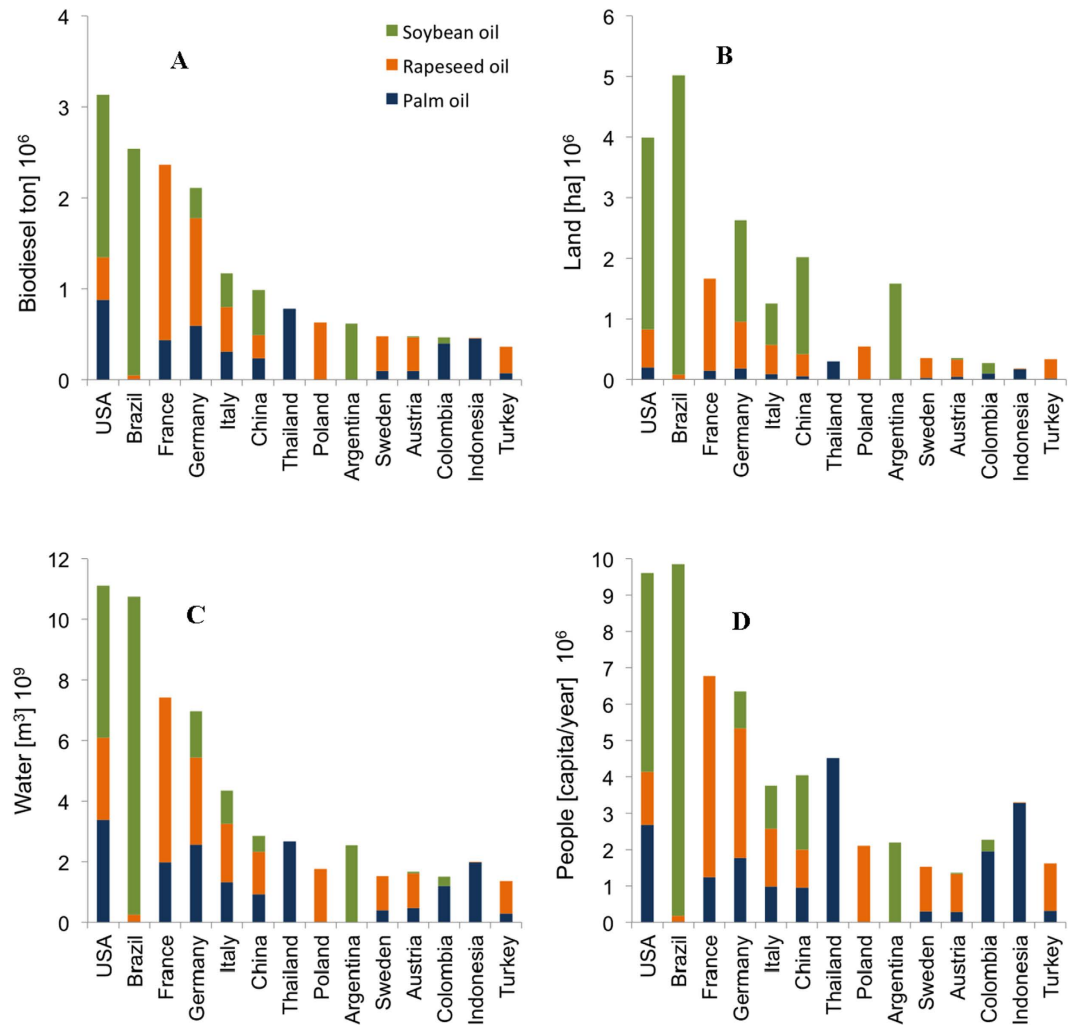 A
Soybean oil
Rapeseed oil
Palm oil
Biodiesel ton] 10⁶
4
3
2
1
0
USA
Brazil
France
Germany
Italy
China
Thailand
Poland
Argentina
Sweden
Austria
Colombia
Indonesia
Turkey
B
Land [ha] 10⁶
6
5
4
3
2
1
0
USA
Brazil
France
Germany
Italy
China
Thailand
Poland
Argentina
Sweden
Austria
Colombia
Indonesia
Turkey
C
Water [m³] 10⁹
12
10
8
6
4
2
0
USA
Brazil
France
Germany
Italy
China
Thailand
Poland
Argentina
Sweden
Austria
Colombia
Indonesia
Turkey
D
People [capita/year] 10⁶
10
9
8
7
6
5
4
3
2
1
0
USA
Brazil
France
Germany
Italy
China
Thailand
Poland
Argentina
Sweden
Austria
Colombia
Indonesia
Turkey